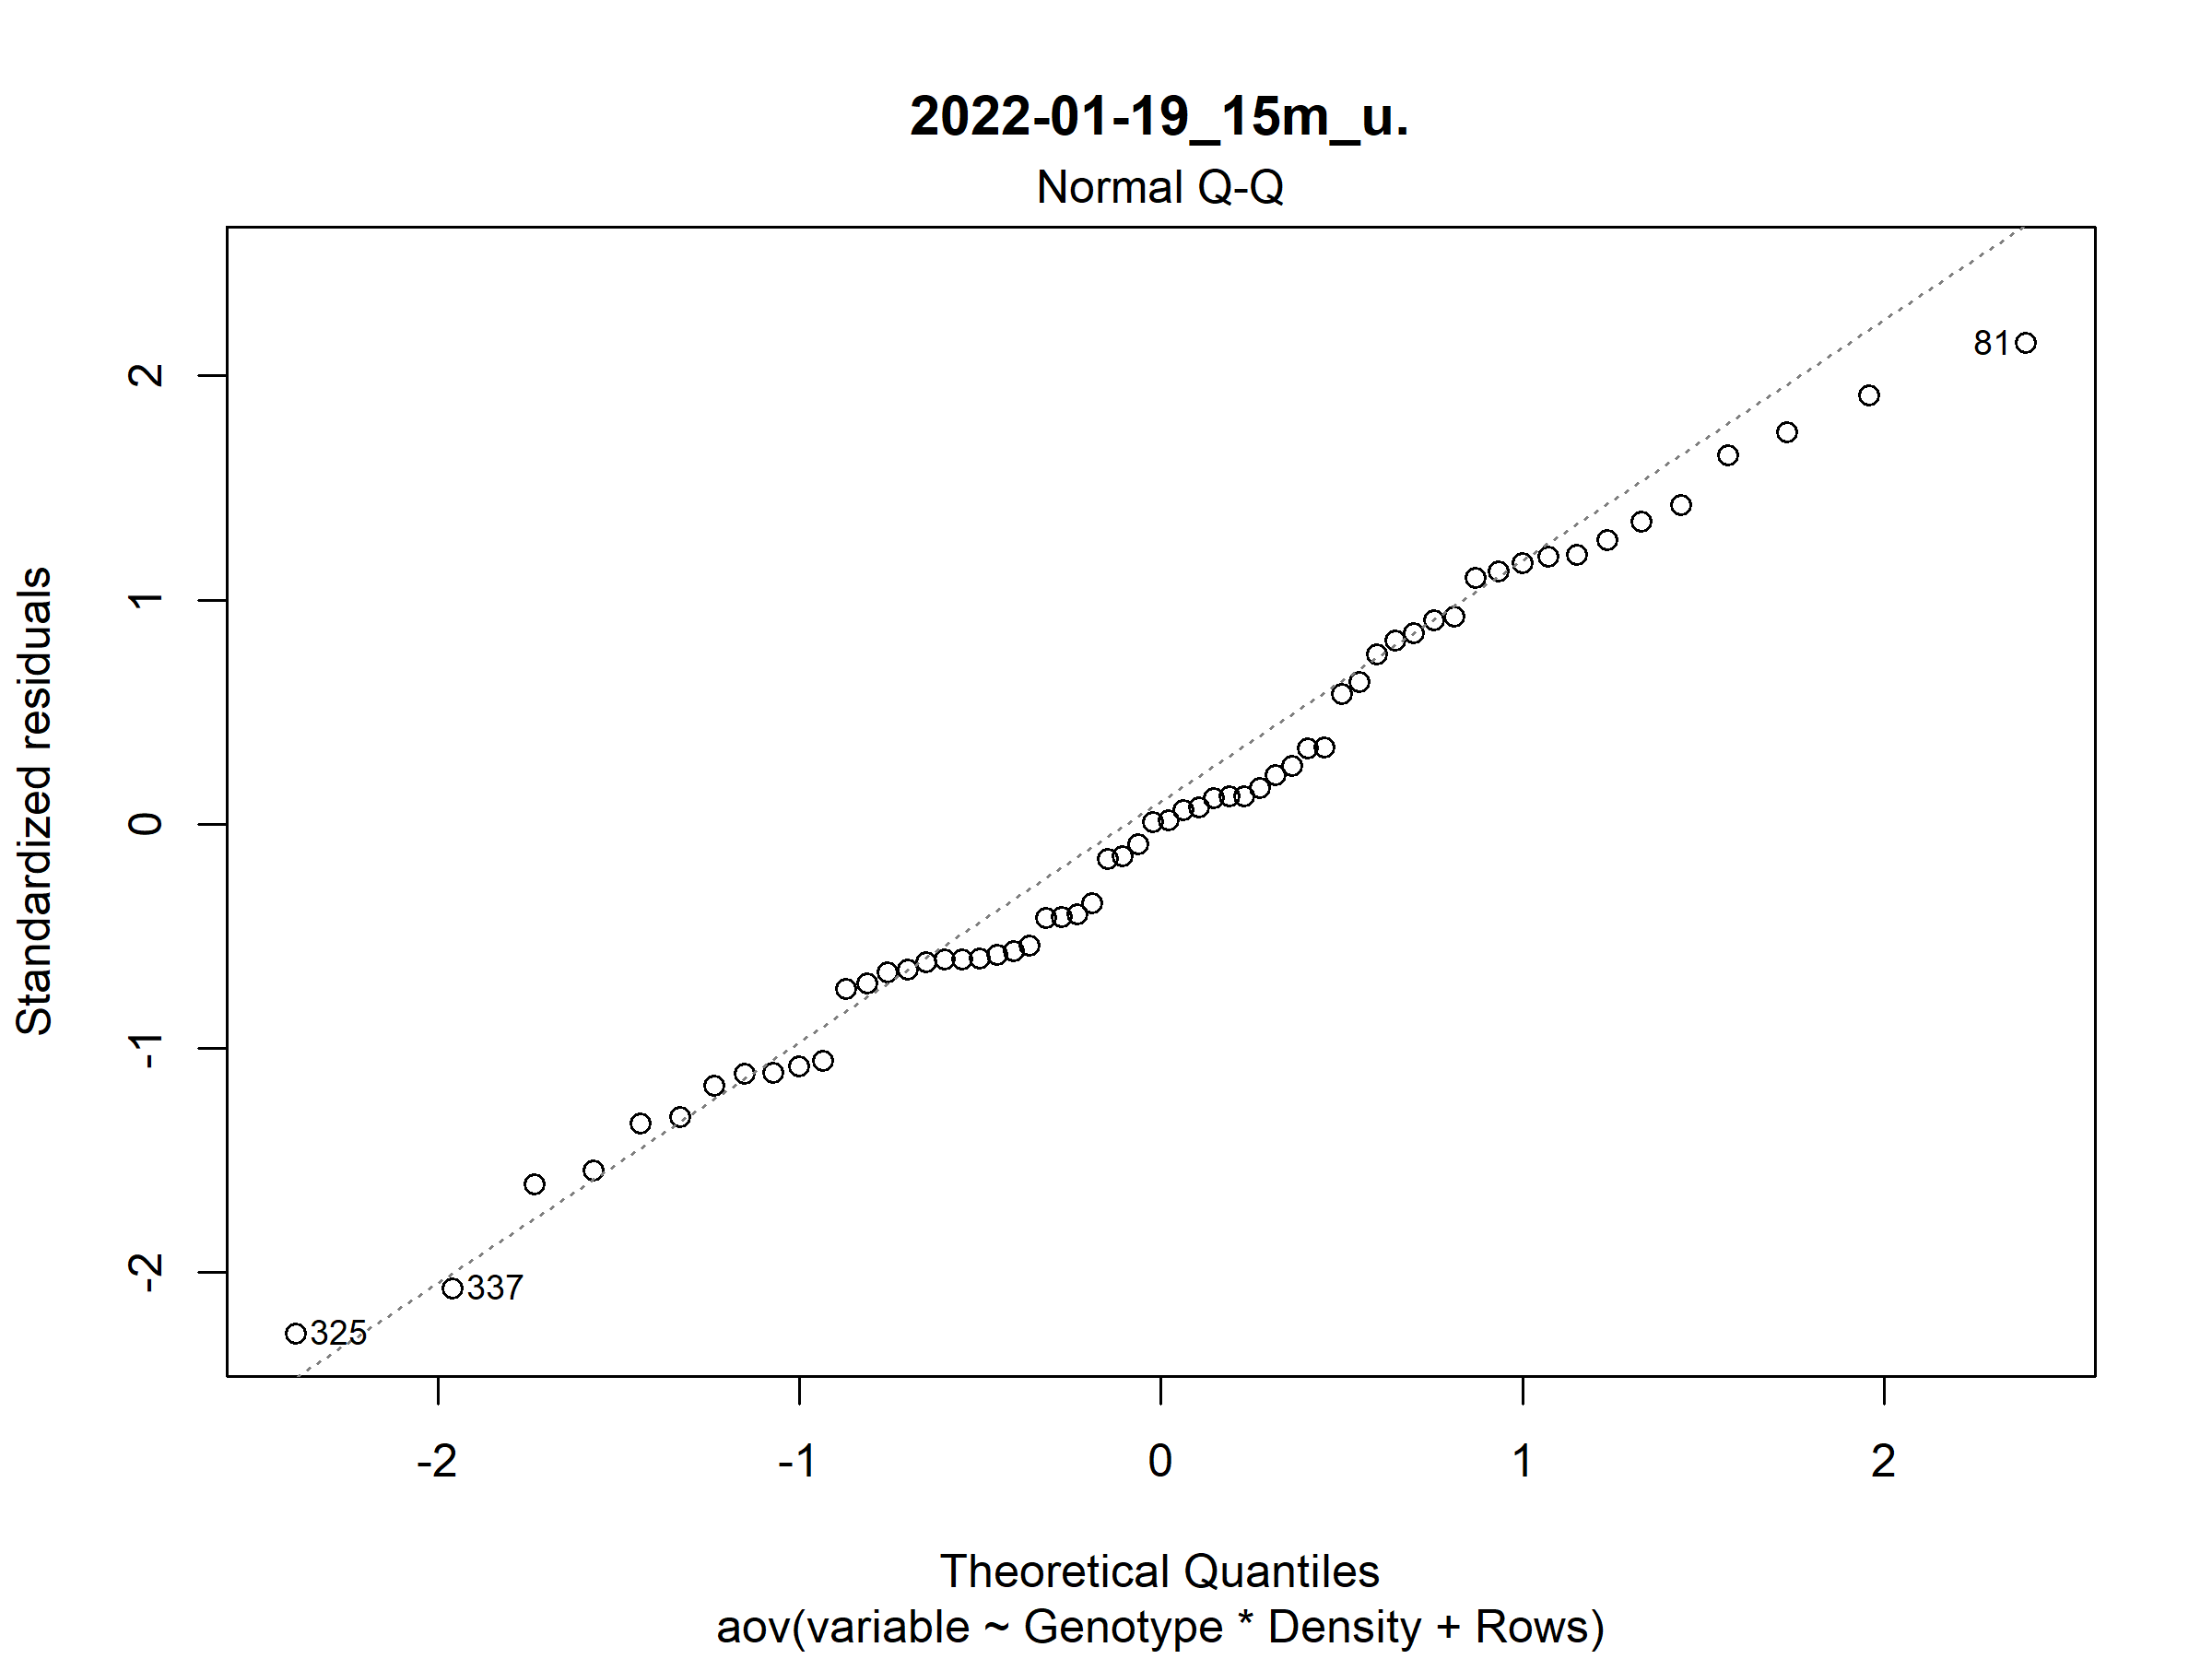 2022-01-19_15m_u.
Normal Q-Q
81
2
1
0
-1
-2
Standardized residuals
337
325
-2 -1 0 1 2
Theoretical Quantiles
aov(variable ~ Genotype * Density + Rows)